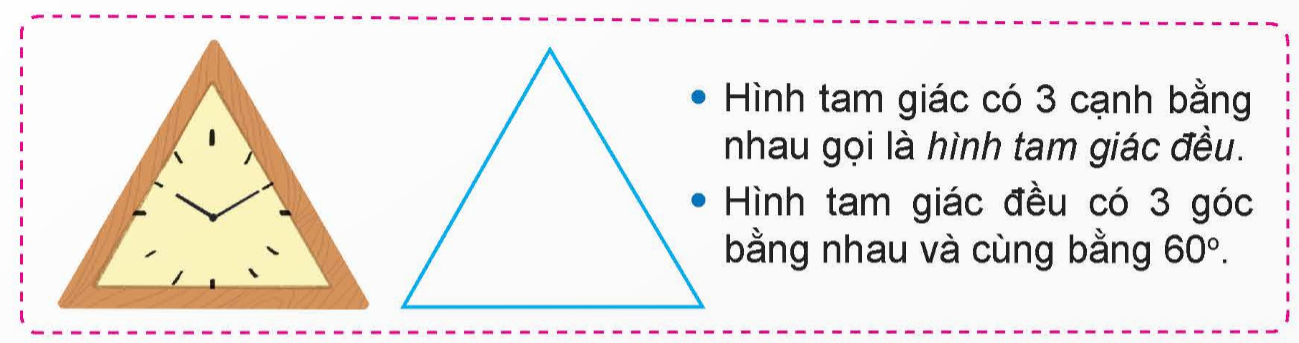 • Hình tam giác có 3 cạnh bằng
nhau gọi là hình tam giác đều.
• Hình tam giác đều có 3 góc
bằng nhau và cùng bằng 60º.